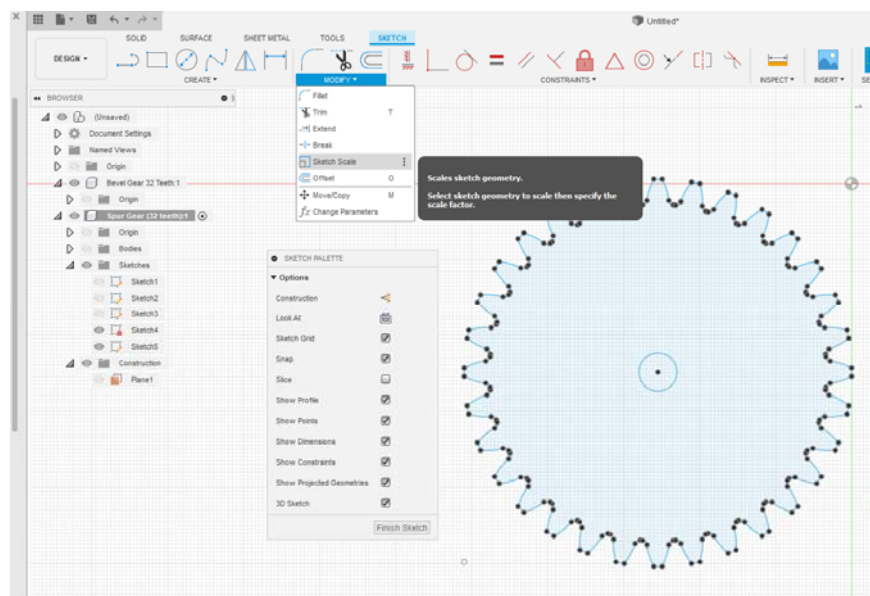 Untitled*
SOLID SURFACE SHEET METAL TOOLS SKETCH
DESIGN
CREATE MODIFY CONSTRAINTS INSPECT INSERT
BROWSER
(Unsaved)
Document Settings
Named Views
Origin
Bevel Gear 32 Teeth:1
Origin
Spur Gear (32 teeth):1
Origin
Bodies
Sketches
Sketch1
Sketch2
Sketch3
Sketch4
Sketch5
Construction
Plane1
Fillet
Trim T
Extend
Break
Sketch Scale
Offset O
Move/Copy M
Change Parameters
Scales sketch geometry.
Select sketch geometry to scale then specify the
scale factor.
SKETCH PALETTE
Options
Construction
Look At
Sketch Grid
Snap
Slice
Show Profile
Show Points
Show Dimensions
Show Constraints
Show Projected Geometries
3D Sketch
Finish Sketch